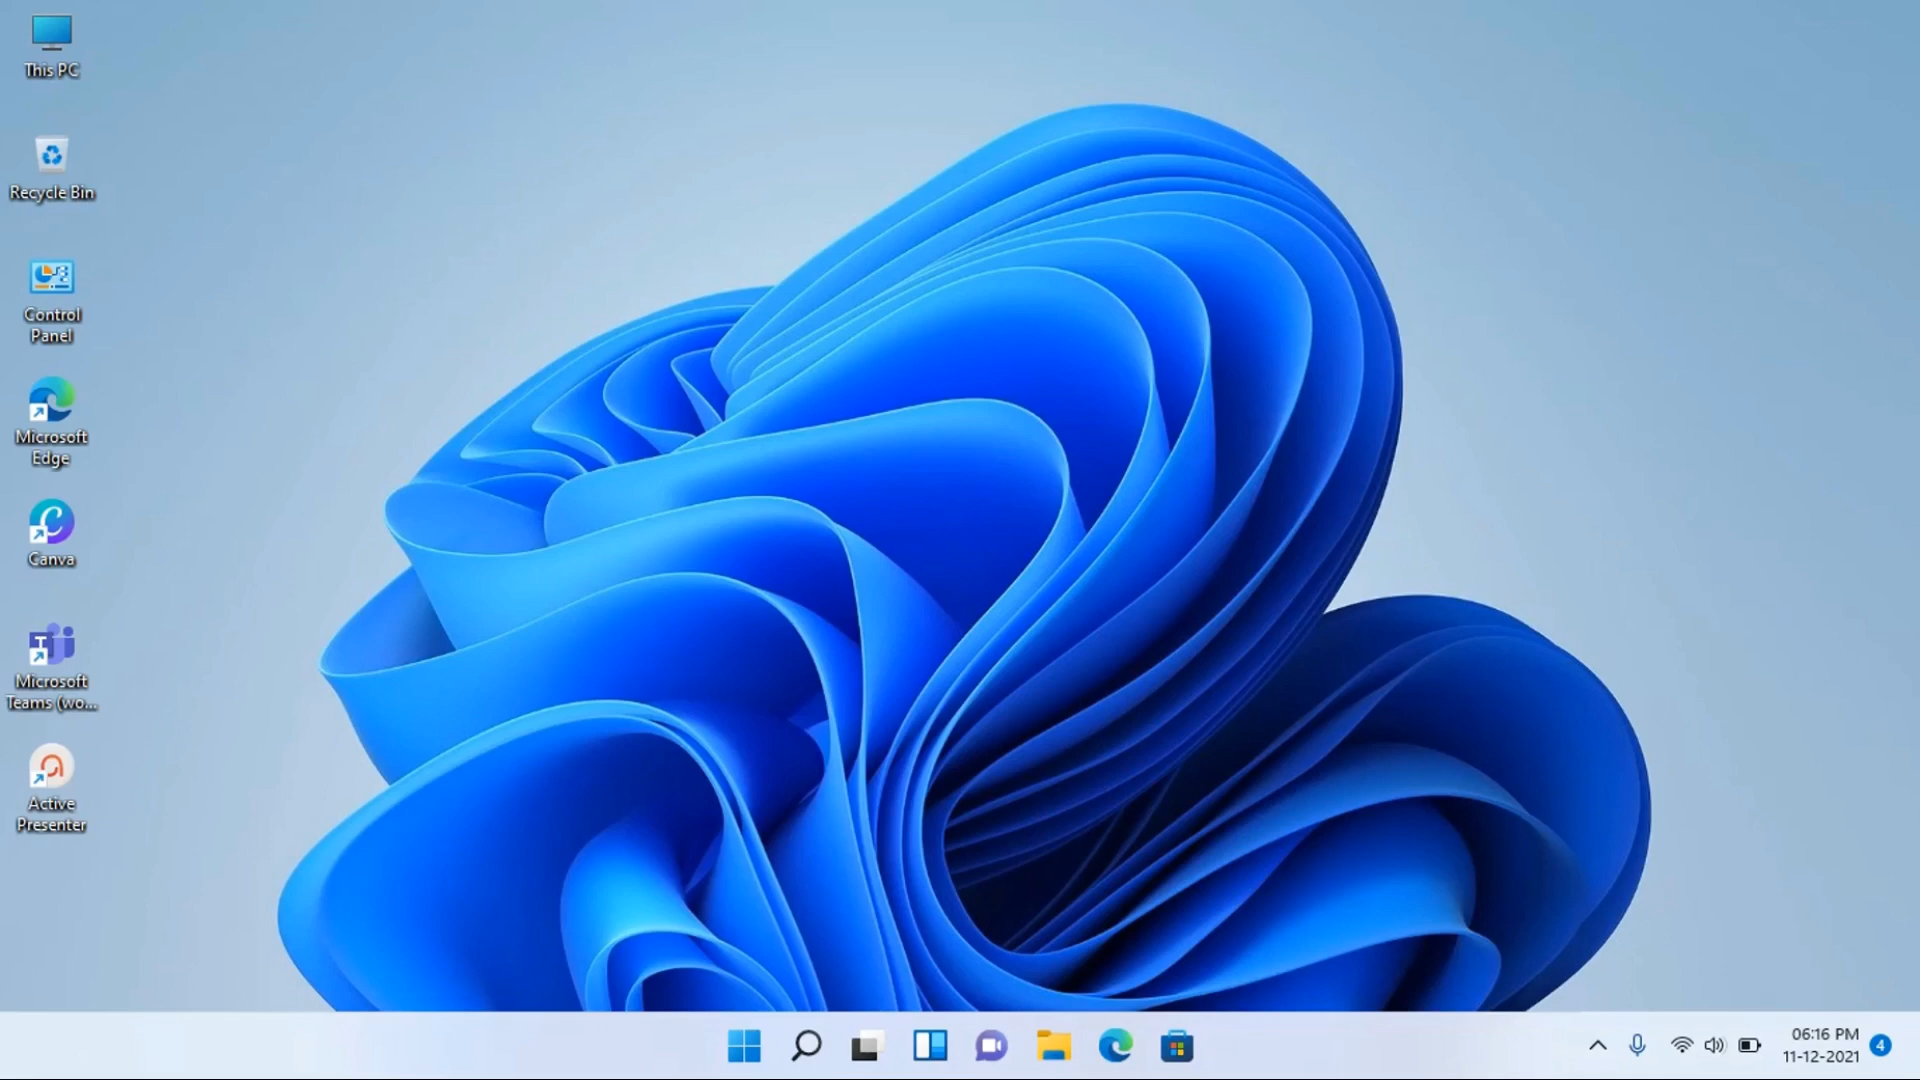 This PC
Recycle Bin
Control
Panel
Microsoft
Edge
Canva
Microsoft
Teams (wo...
Active
Presenter
06:16 PM
11-12-2021
4